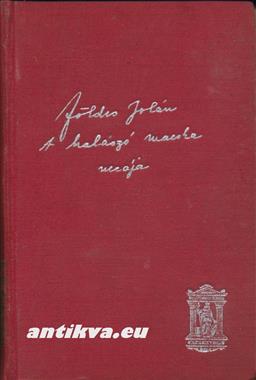 Földes Jolán
A halászó macska
uccája
antikva.eu